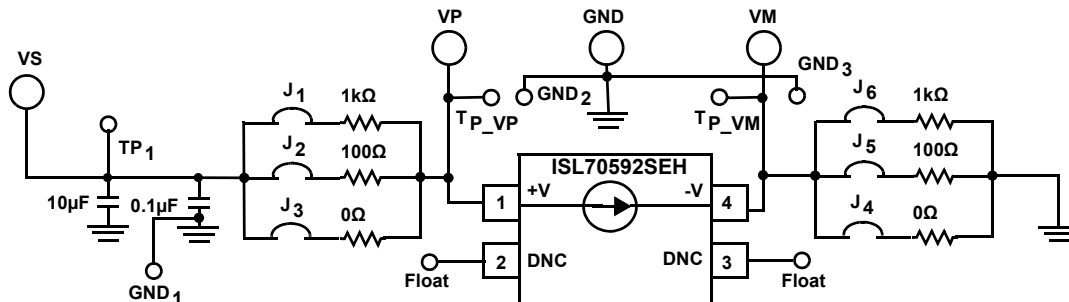 VS
VP
GND
VM
TP1
J1
1kΩ
J2
100Ω
J3
0Ω
10µF
0.1µF
GND1
TP_VP
GND2
TP_VM
GND3
J6
1kΩ
J5
100Ω
J4
0Ω
ISL70592SEH
1
+V
-V
4
2
DNC
DNC
3
Float
Float